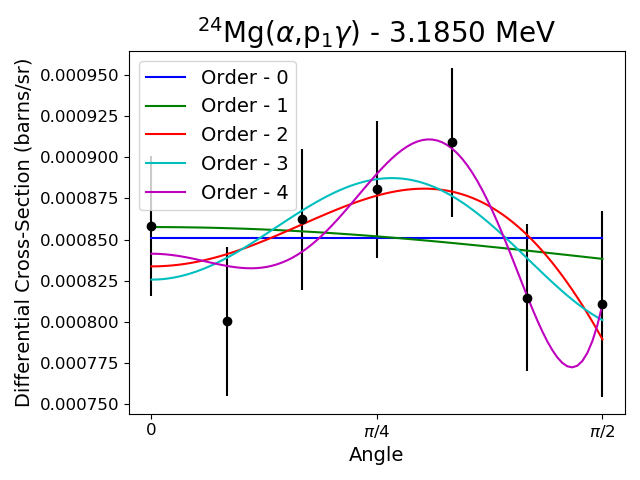 ²⁴Mg(α,p₁γ) - 3.1850 MeV
Differential Cross-Section (barns/sr)
0.000950
0.000925
0.000900
0.000875
0.000850
0.000825
0.000800
0.000775
0.000750
Order - 0
Order - 1
Order - 2
Order - 3
Order - 4
0 π/4 π/2
Angle